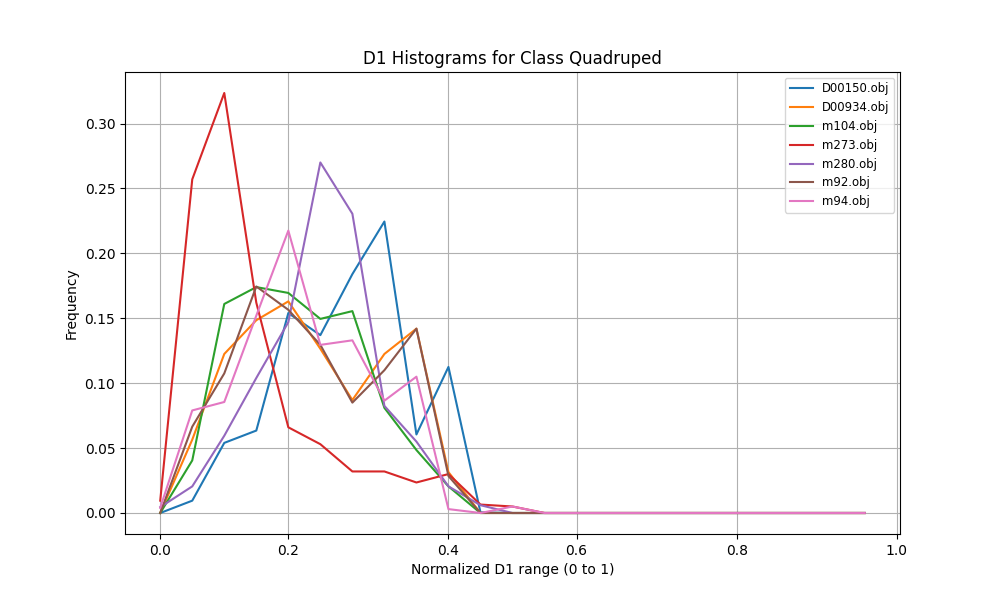 D1 Histograms for Class Quadruped
D00150.obj
D00934.obj
m104.obj
m273.obj
m280.obj
m92.obj
m94.obj
0.30
0.25
0.20
0.15
0.10
0.05
0.00
Frequency
0.0 0.2 0.4 0.6 0.8 1.0
Normalized D1 range (0 to 1)